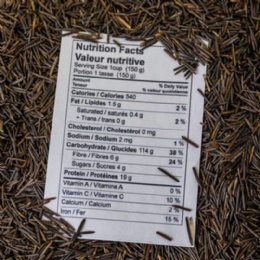 Nutrition Facts
Valeur nutritive
Serving Size 1cup (150 g)
Portion 1 tasse (150 g)
Amount % Daily Value
Teneur % valeur quotidienne
Calories / Calories 540
Fat / Lipides 1.5 g 2 %
Saturated / saturés 0.4 g
+ Trans / trans 0 g 2 %
Cholesterol / Cholestérol 0 mg
Sodium / Sodium 2 mg 1 %
Carbohydrate / Glucides 114 g 38 %
Fibre / Fibres 6 g 24 %
Sugars / Sucres 4 g
Protein / Protéines 19 g
Vitamin A / Vitamine A 0 %
Vitamin C / Vitamine C 10 %
Calcium / Calcium 2 %
Iron / Fer 15 %